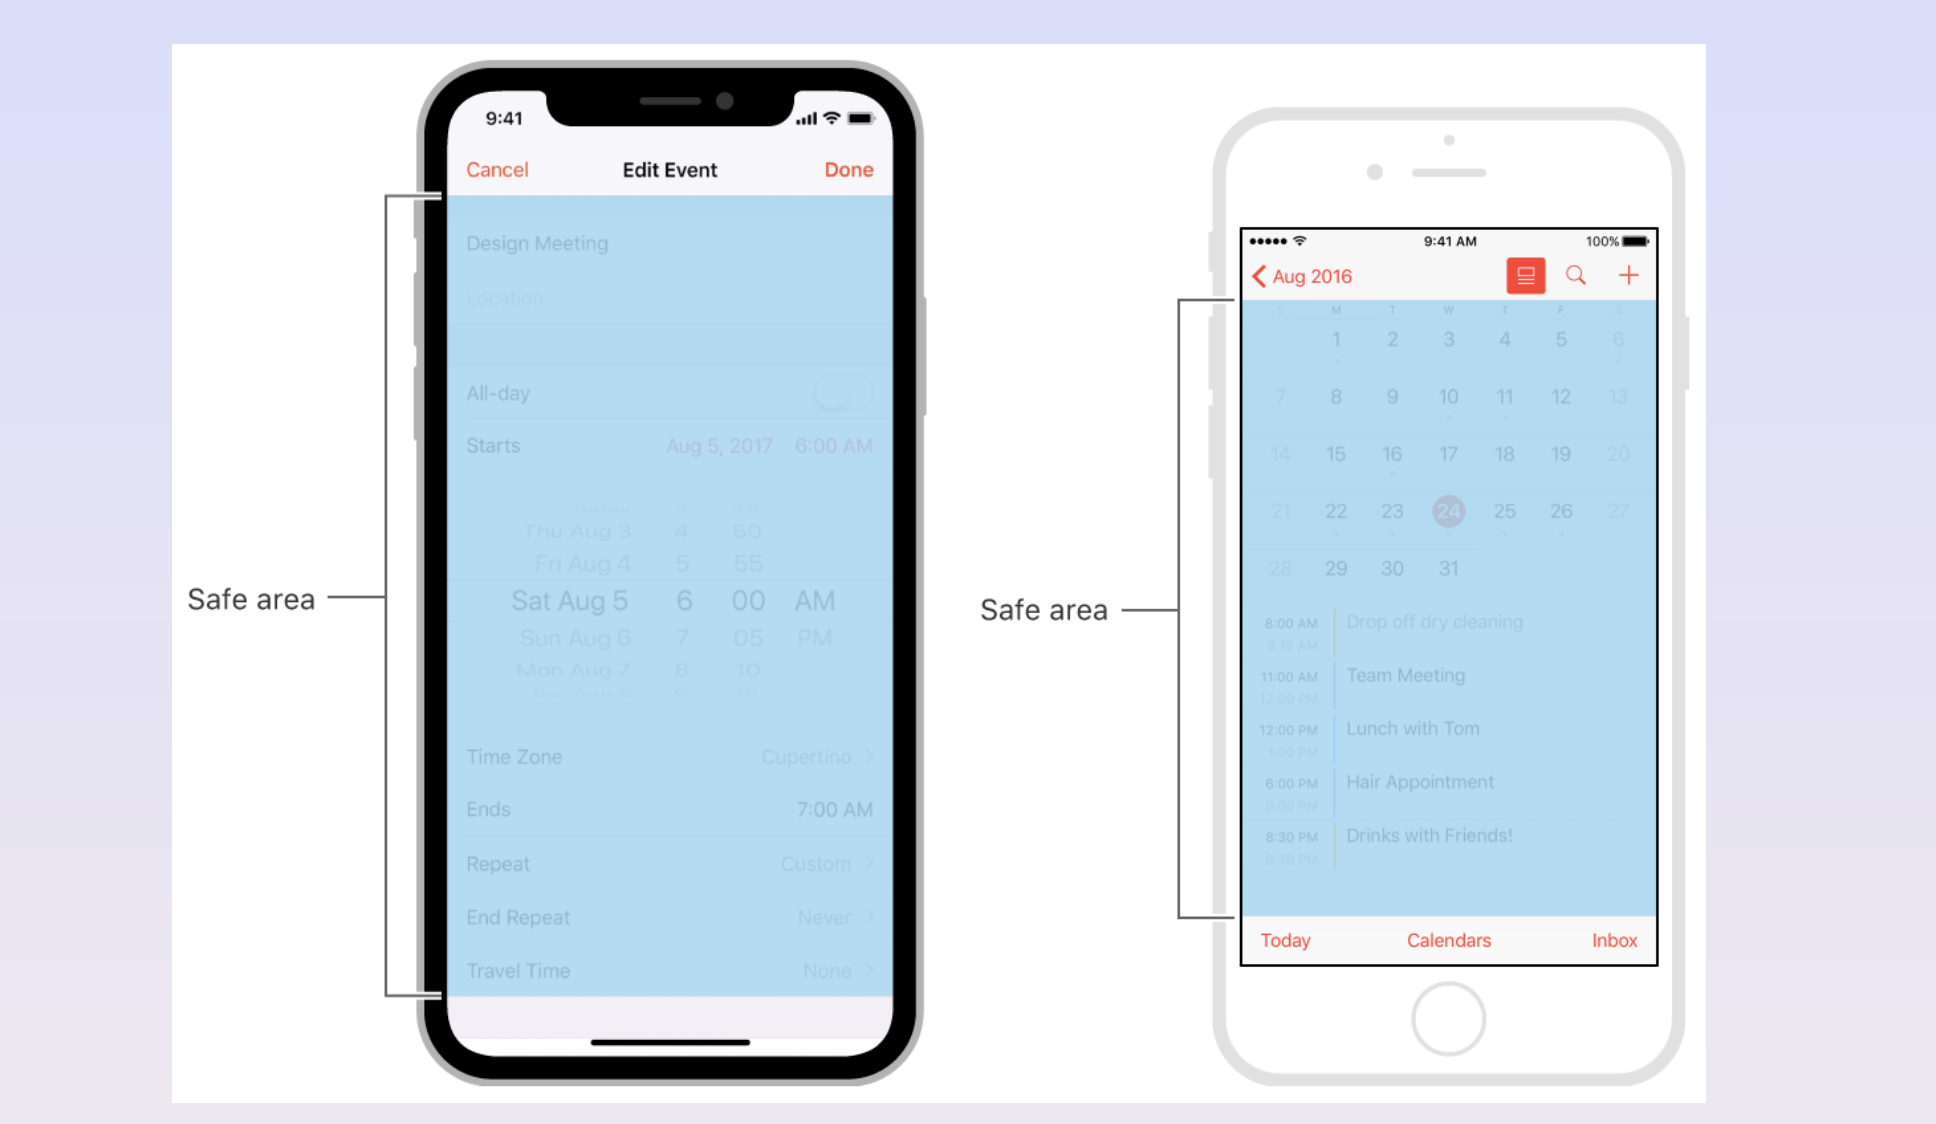 9:41
Cancel Edit Event Done
Design Meeting
Location
All-day
Starts Aug 5, 2017 6:00 AM
Today 3 45
Thu Aug 3 4 50
Fri Aug 4 5 55
Sat Aug 5 6 00 AM
Sun Aug 6 7 05 PM
Mon Aug 7 8 10
Tue Aug 8 9 15
Time Zone Cupertino
Ends 7:00 AM
Repeat Custom
End Repeat Never
Travel Time None
Safe area
9:41 AM 100%
Aug 2016
S M T W T F S
1 2 3 4 5 6
7 8 9 10 11 12 13
14 15 16 17 18 19 20
21 22 23 24 25 26 27
28 29 30 31
8:00 AM Drop off dry cleaning
8:15 AM
11:00 AM Team Meeting
12:00 PM
12:00 PM Lunch with Tom
1:00 PM
6:00 PM Hair Appointment
9:00 PM
8:30 PM Drinks with Friends!
9:30 PM
Today Calendars Inbox
Safe area